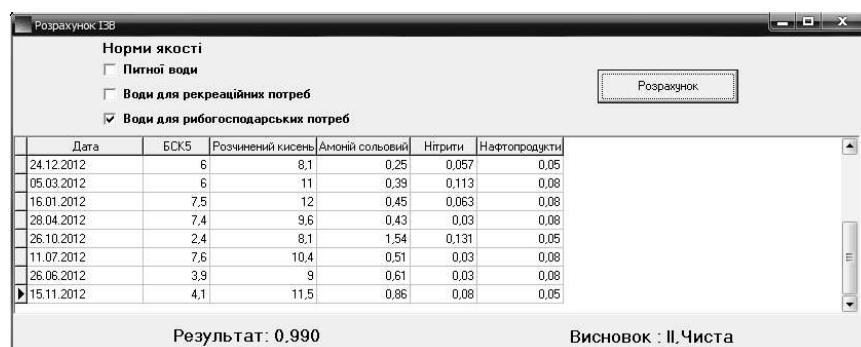 Розрахунок ІЗВ
Норми якості
Питної води
Води для рекреаційних потреб
Води для рибогосподарських потреб
Розрахунок
Дата БСК5 Розчинений кисень Амоній сольовий Нітрити Нафтопродукти
24.12.2012 6 8,1 0,25 0,057 0,05
05.03.2012 6 11 0,39 0,113 0,08
16.01.2012 7,5 12 0,45 0,063 0,08
28.04.2012 7,4 9,6 0,43 0,03 0,08
26.10.2012 2,4 8,1 1,54 0,131 0,05
11.07.2012 7,6 10,4 0,51 0,03 0,08
26.06.2012 3,9 9 0,61 0,03 0,08
15.11.2012 4,1 11,5 0,86 0,08 0,05
Результат: 0,990 Висновок : II,Чиста